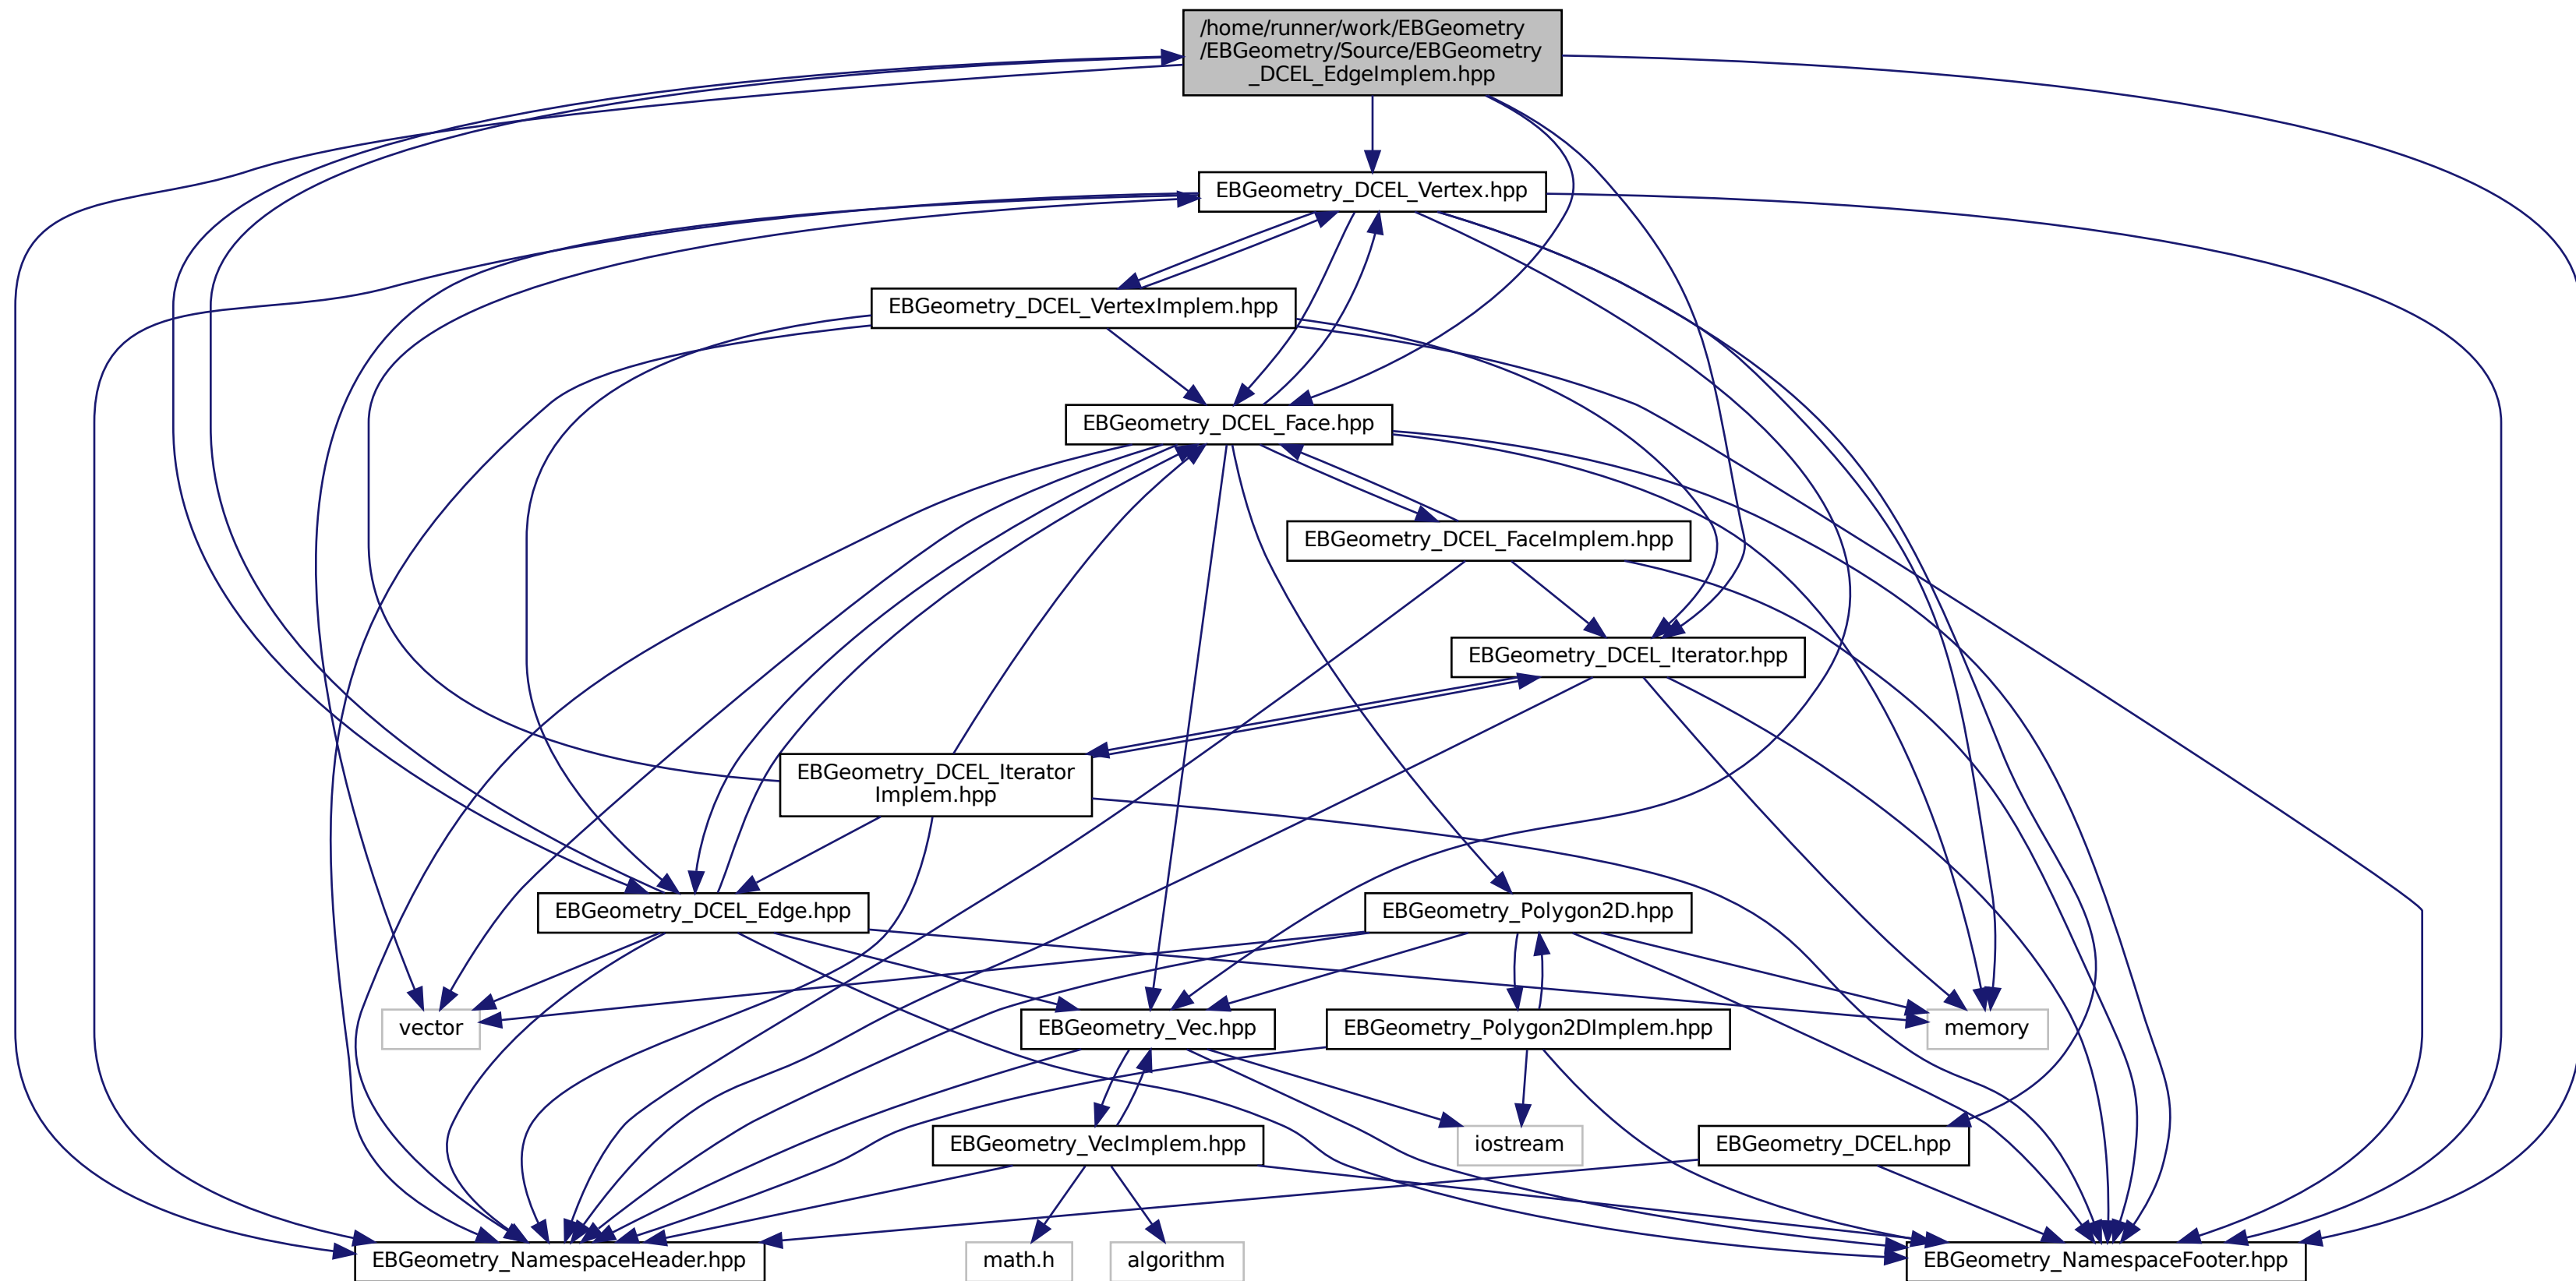 /home/runner/work/EBGeometry
/EBGeometry/Source/EBGeometry
_DCEL_EdgeImplem.hpp
EBGeometry_DCEL_Vertex.hpp
EBGeometry_DCEL_VertexImplem.hpp
EBGeometry_DCEL_Face.hpp
EBGeometry_DCEL_FaceImplem.hpp
EBGeometry_DCEL_Iterator.hpp
EBGeometry_DCEL_Iterator
Implem.hpp
EBGeometry_DCEL_Edge.hpp
EBGeometry_Polygon2D.hpp
vector
EBGeometry_Vec.hpp
EBGeometry_Polygon2DImplem.hpp
memory
EBGeometry_VecImplem.hpp
iostream
EBGeometry_DCEL.hpp
EBGeometry_NamespaceHeader.hpp
math.h
algorithm
EBGeometry_NamespaceFooter.hpp